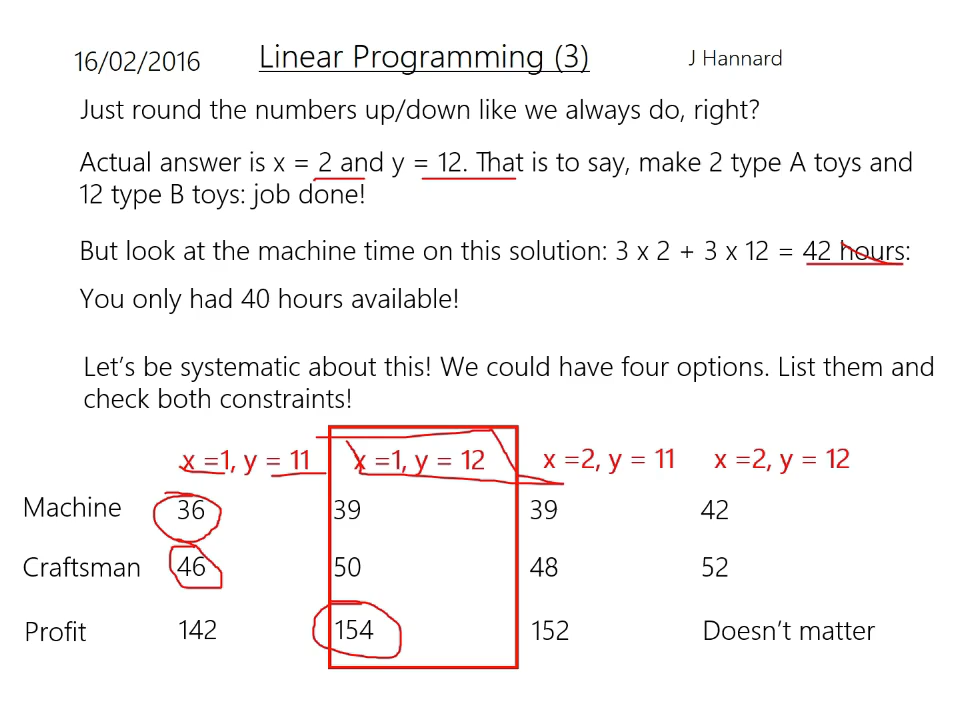 16/02/2016 Linear Programming (3) J Hannard
Just round the numbers up/down like we always do, right?
Actual answer is x = 2 and y = 12. That is to say, make 2 type A toys and
12 type B toys: job done!
But look at the machine time on this solution: 3 x 2 + 3 x 12 = 42 hours:
You only had 40 hours available!
Let's be systematic about this! We could have four options. List them and
check both constraints!
x =1, y = 11 x =1, y = 12 x =2, y = 11 x =2, y = 12
Machine 36 39 39 42
Craftsman 46 50 48 52
Profit 142 154 152 Doesn't matter